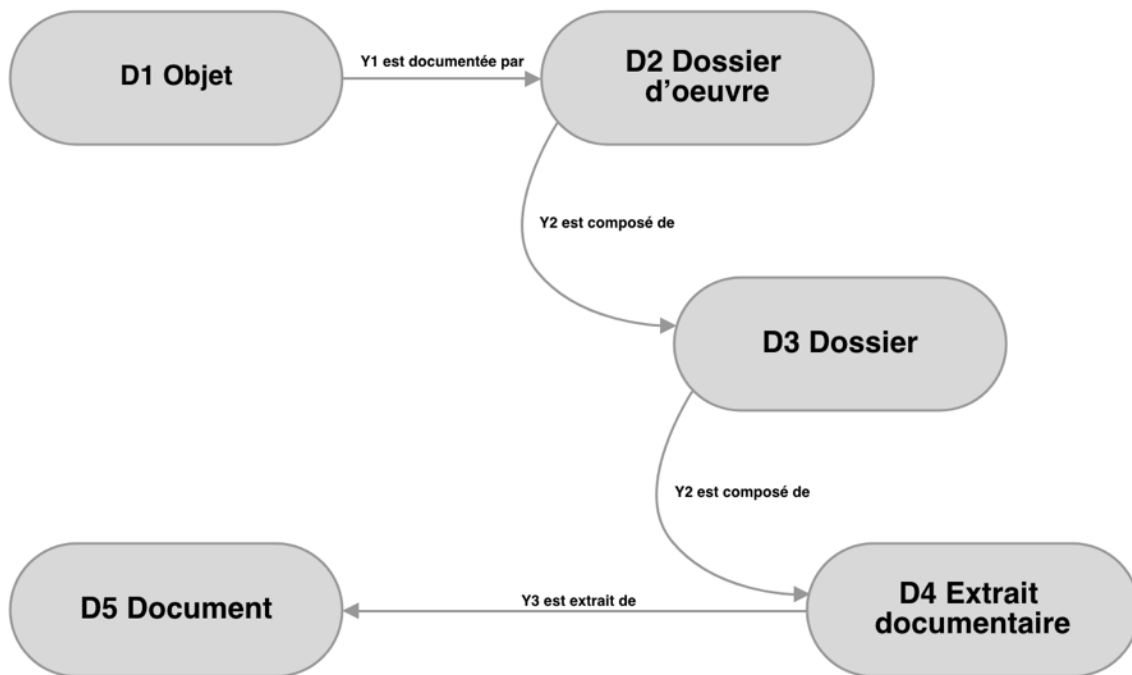 D1 Objet
Y1 est documentée par
D2 Dossier
d’oeuvre
Y2 est composé de
D3 Dossier
Y2 est composé de
D4 Extrait
documentaire
Y3 est extrait de
D5 Document